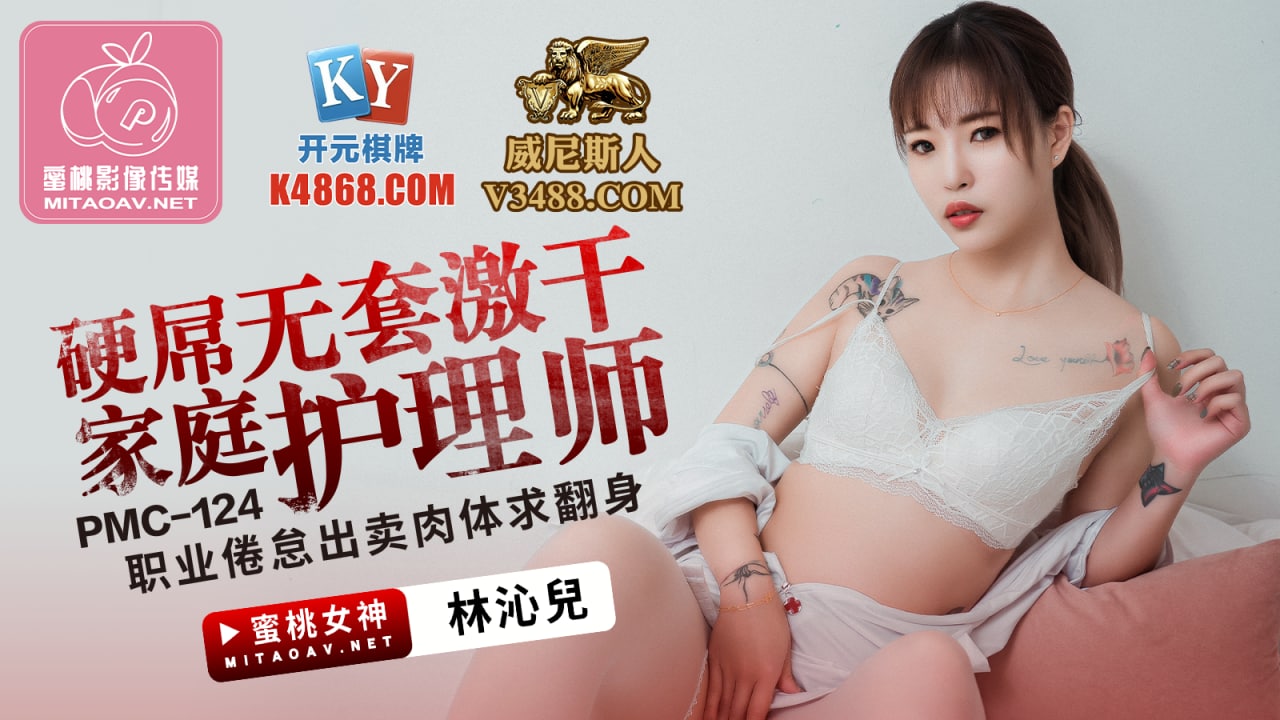 蜜桃影像传媒
MITAOAV.NET
KY
开元棋牌
K4868.COM
V
威尼斯人
V3488.COM
硬屌无套激干
家庭护理师
PMC-124
职业倦怠出卖肉体求翻身
蜜桃女神
MITAOAV.NET
林沁兒
Love yourself